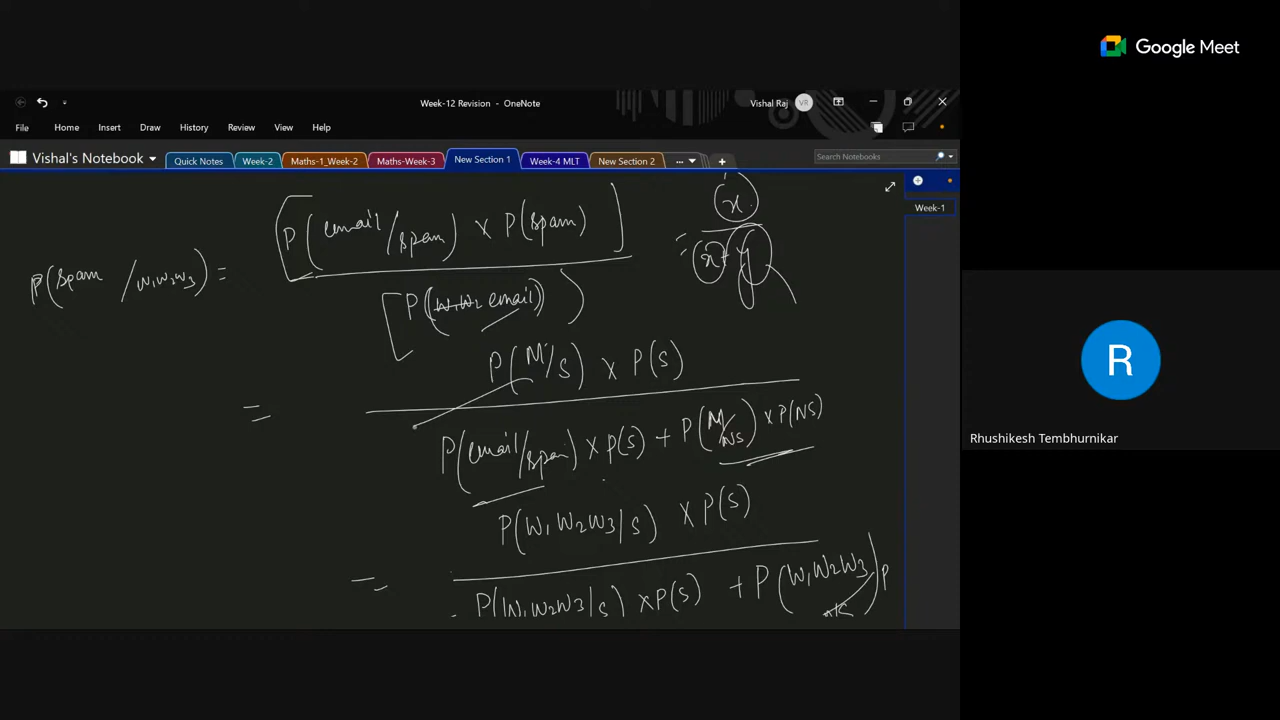 Google Meet
Week-12 Revision - OneNote
Vishal Raj VR
File Home Insert Draw History Review View Help
Vishal's Notebook Quick Notes Week-2 Maths-1_Week-2 Maths-Week-3 New Section 1 Week-4 MLT New Section 2 ... + Search Notebooks
Week-1
P(spam / w1w2w3) = P(email/spam) x P(spam)
P(w1w2 email)
= x
x + y
= P(M/S) x P(S)
P(email/spam) x P(S) + P(M/NS) x P(NS)
= P(w1w2w3/s) x P(S)
P(w1w2w3/s) x P(S) + P(w1w2w3 ) P
R
Rhushikesh Tembhurnikar